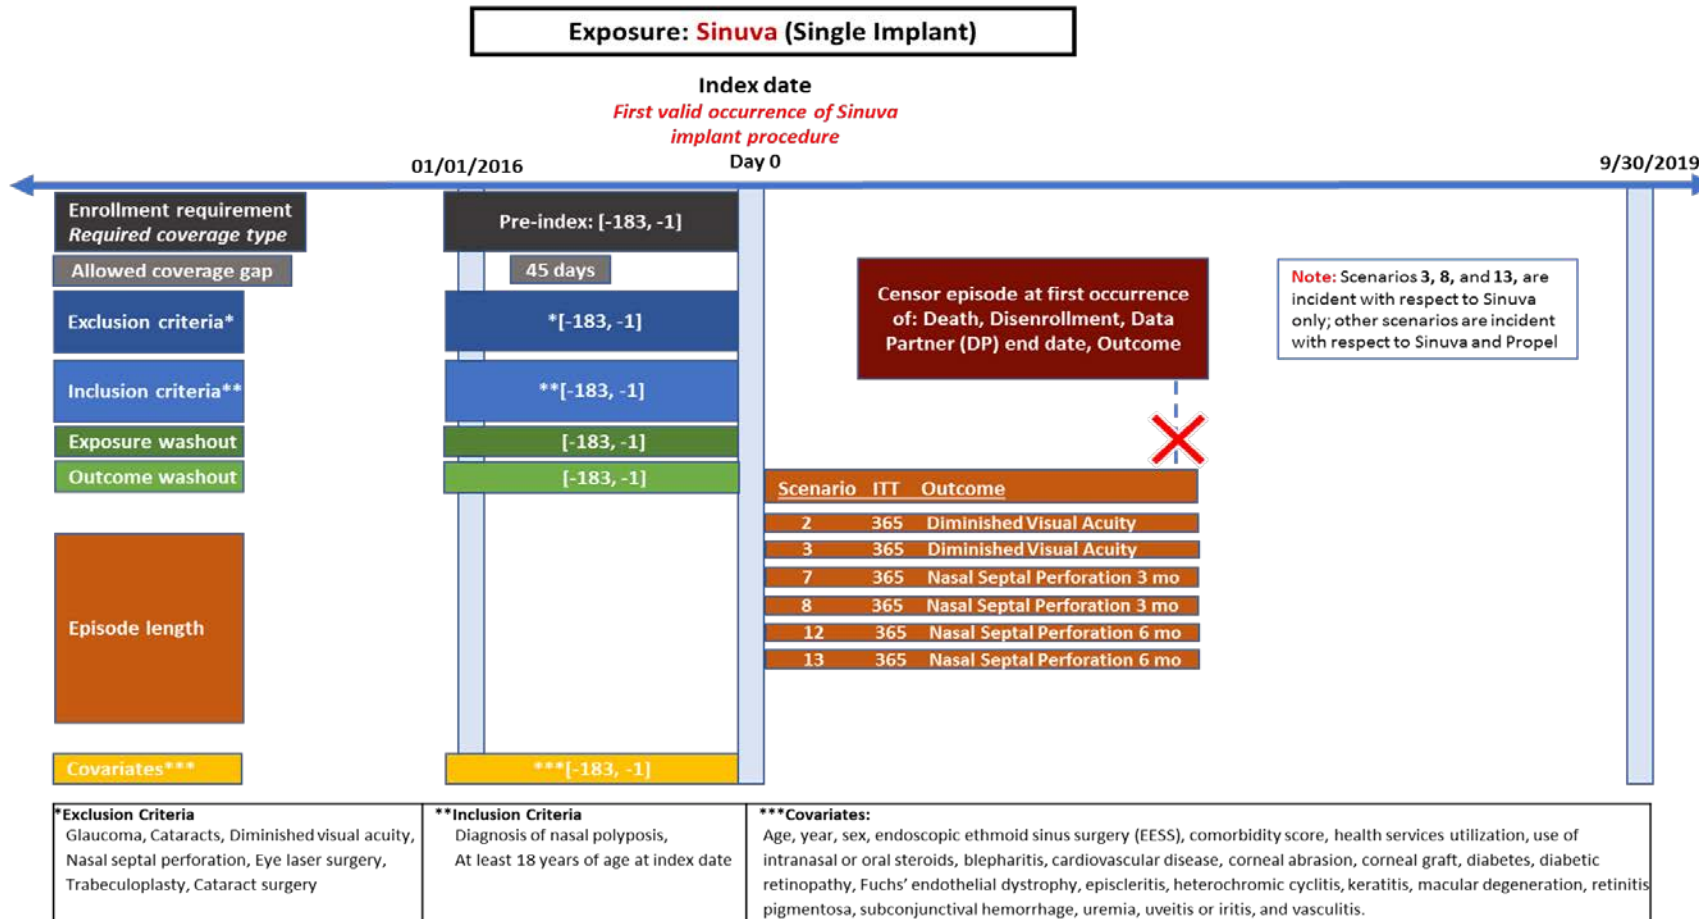 Exposure: Sinuva (Single Implant)
Index date
First valid occurrence of Sinuva
implant procedure
01/01/2016
Day 0
9/30/2019
Enrollment requirement
Required coverage type
Pre-index: [-183, -1]
Allowed coverage gap
45 days
Exclusion criteria*
*[-183, -1]
Inclusion criteria**
**[-183, -1]
Exposure washout
[-183, -1]
Outcome washout
[-183, -1]
Censor episode at first occurrence
of: Death, Disenrollment, Data
Partner (DP) end date, Outcome
Note: Scenarios 3, 8, and 13, are
incident with respect to Sinuva
only; other scenarios are incident
with respect to Sinuva and Propel
Scenario ITT Outcome
2 365 Diminished Visual Acuity
3 365 Diminished Visual Acuity
7 365 Nasal Septal Perforation 3 mo
8 365 Nasal Septal Perforation 3 mo
12 365 Nasal Septal Perforation 6 mo
13 365 Nasal Septal Perforation 6 mo
Episode length
Covariates***
***[-183, -1]
*Exclusion Criteria
Glaucoma, Cataracts, Diminished visual acuity,
Nasal septal perforation, Eye laser surgery,
Trabeculoplasty, Cataract surgery
**Inclusion Criteria
Diagnosis of nasal polyposis,
At least 18 years of age at index date
***Covariates:
Age, year, sex, endoscopic ethmoid sinus surgery (EESS), comorbidity score, health services utilization, use of
intranasal or oral steroids, blepharitis, cardiovascular disease, corneal abrasion, corneal graft, diabetes, diabetic
retinopathy, Fuchs' endothelial dystrophy, episcleritis, heterochromic cyclitis, keratitis, macular degeneration, retinitis
pigmentosa, subconjunctival hemorrhage, uremia, uveitis or iritis, and vasculitis.